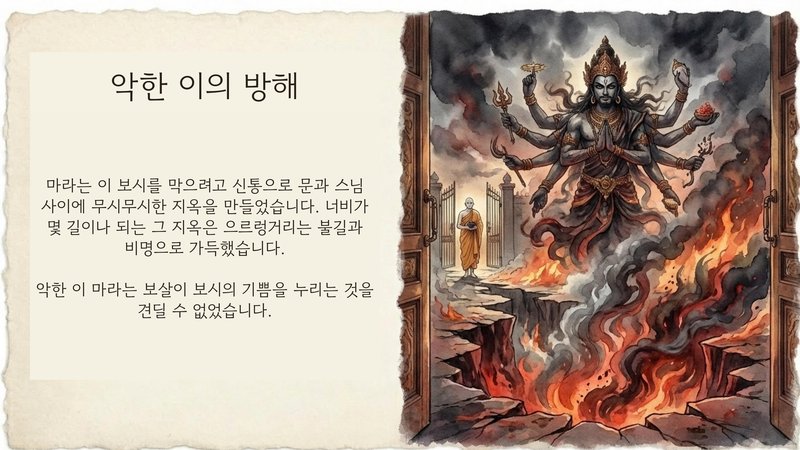 악한 이의 방해
마라는 이 보시를 막으려고 신통으로 문과 스님
사이에 무시무시한 지옥을 만들었습니다. 너비가
몇 길이나 되는 그 지옥은 으르렁거리는 불길과
비명으로 가득했습니다.
악한 이 마라는 보살이 보시의 기쁨을 누리는 것을
견딜 수 없었습니다.